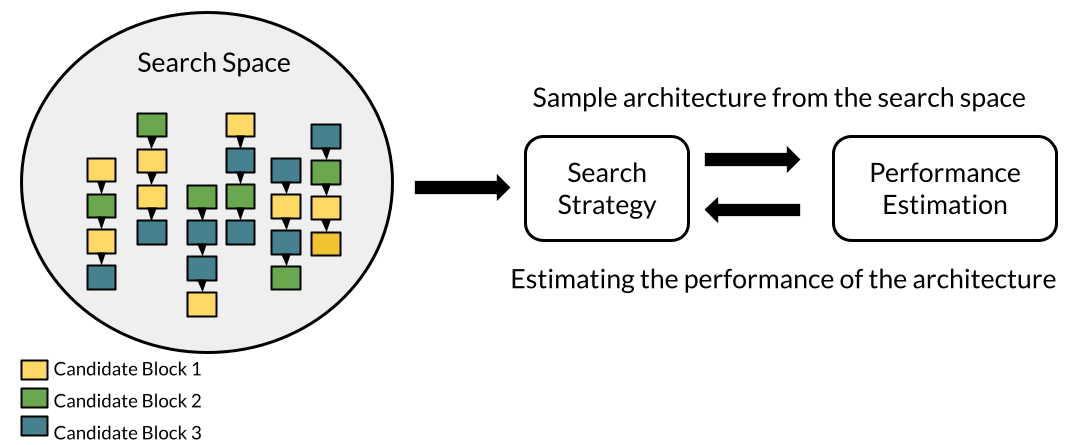 Search Space
Sample architecture from the search space
Search
Strategy
Performance
Estimation
Estimating the performance of the architecture
Candidate Block 1
Candidate Block 2
Candidate Block 3